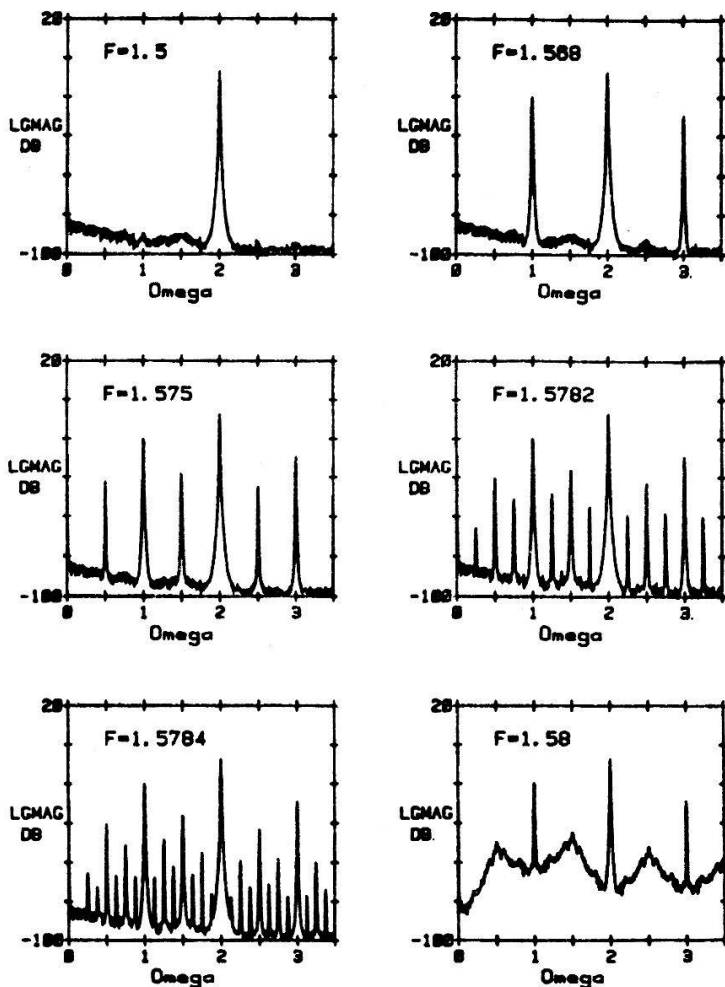 20
F=1.5
LGMAG
DB
-100
0 1 2 3
Omega
20
F=1.568
LGMAG
DB
-100
0 1 2 3.
Omega
20
F=1.575
LGMAG
DB
-100
0 1 2 3
Omega
20
F=1.5782
LGMAG
DB
-100
0 1 2 3.
Omega
20
F=1.5784
LGMAG
DB
-100
0 1 2 3
Omega
20
F=1.58
LGMAG
DB.
-100
0 1 2 3
Omega